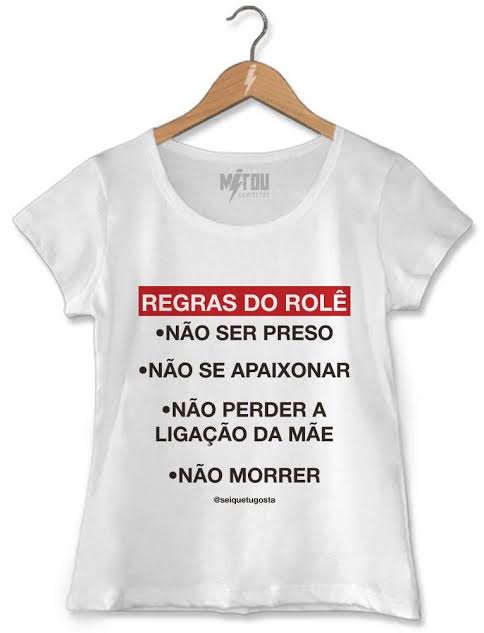 MITOU
CAMISETAS
REGRAS DO ROLÊ
•NÃO SER PRESO
•NÃO SE APAIXONAR
•NÃO PERDER A
LIGAÇÃO DA MÃE
•NÃO MORRER
@seiquetugosta